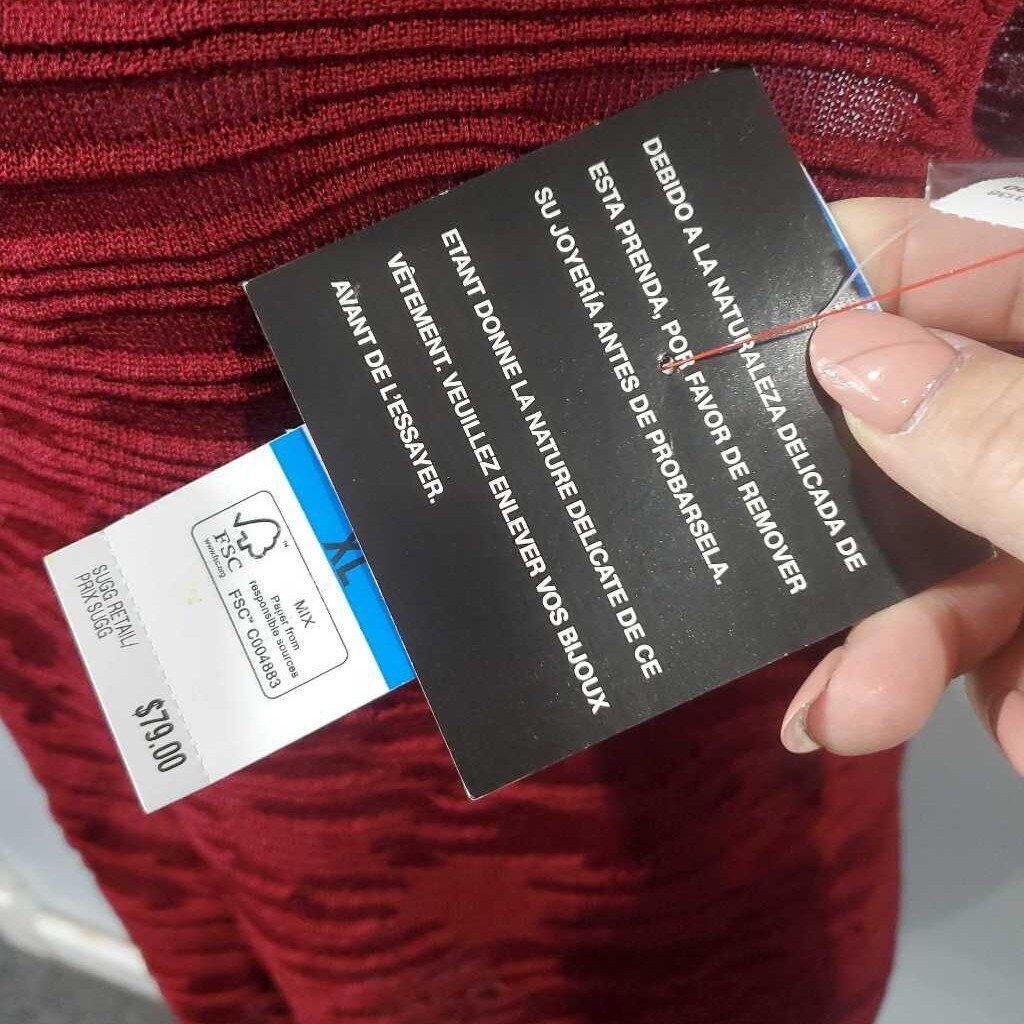 DEBIDO A LA NATURALEZA DELICADA DE
ESTA PRENDA, POR FAVOR DE REMOVER
SU JOYERÍA ANTES DE PROBARSELA.
ETANT DONNE LA NATURE DELICATE DE CE
VÊTEMENT. VEUILLEZ ENLEVER VOS BIJOUX
AVANT DE L'ESSAYER.
XL
FSC
www.fsc.org
MIX
Paper from
responsible sources
FSC™ C004883
SUGG RETAIL/
PRIX SUGG
$79.00